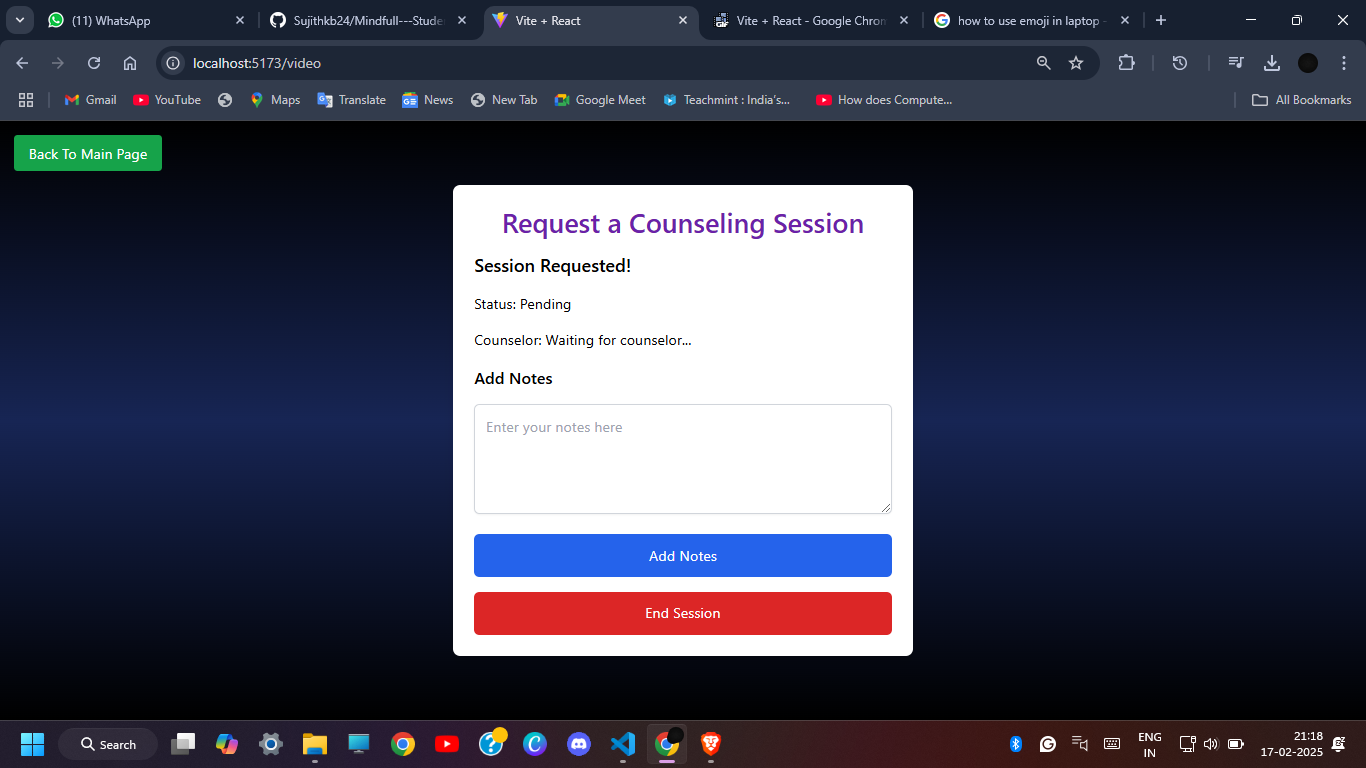 (11) WhatsApp
Sujithkb24/Mindfull---Stude
Vite + React
Vite + React - Google Chrom
how to use emoji in laptop -
localhost:5173/video
Gmail
YouTube
Maps
Translate
News
New Tab
Google Meet
Teachmint : India's...
How does Compute...
All Bookmarks
Back To Main Page
Request a Counseling Session
Session Requested!
Status: Pending
Counselor: Waiting for counselor...
Add Notes
Enter your notes here
Add Notes
End Session
Search
ENG
IN
21:18
17-02-2025